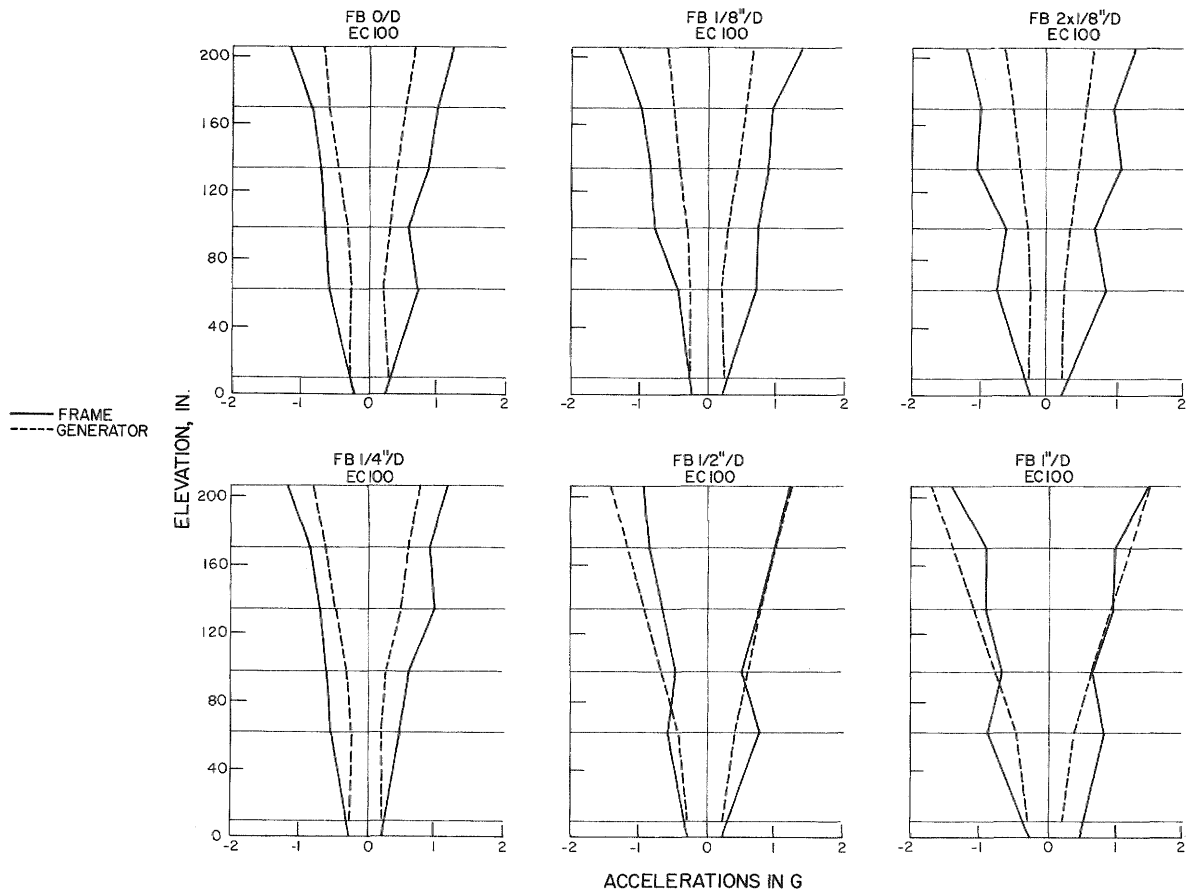 FB 0/D
EC 100
FB 1/8"/D
EC 100
FB 2x1/8"/D
EC 100
200
160
120
80
40
0
-2 -1 0 1 2
-2 -1 0 1 2
-2 -1 0 1 2
FRAME
GENERATOR
ELEVATION, IN.
FB 1/4"/D
EC 100
FB 1/2"/D
EC 100
FB 1"/D
EC 100
200
160
120
80
40
0
-2 -1 0 1 2
-2 -1 0 1 2
-2 -1 0 1 2
ACCELERATIONS IN G